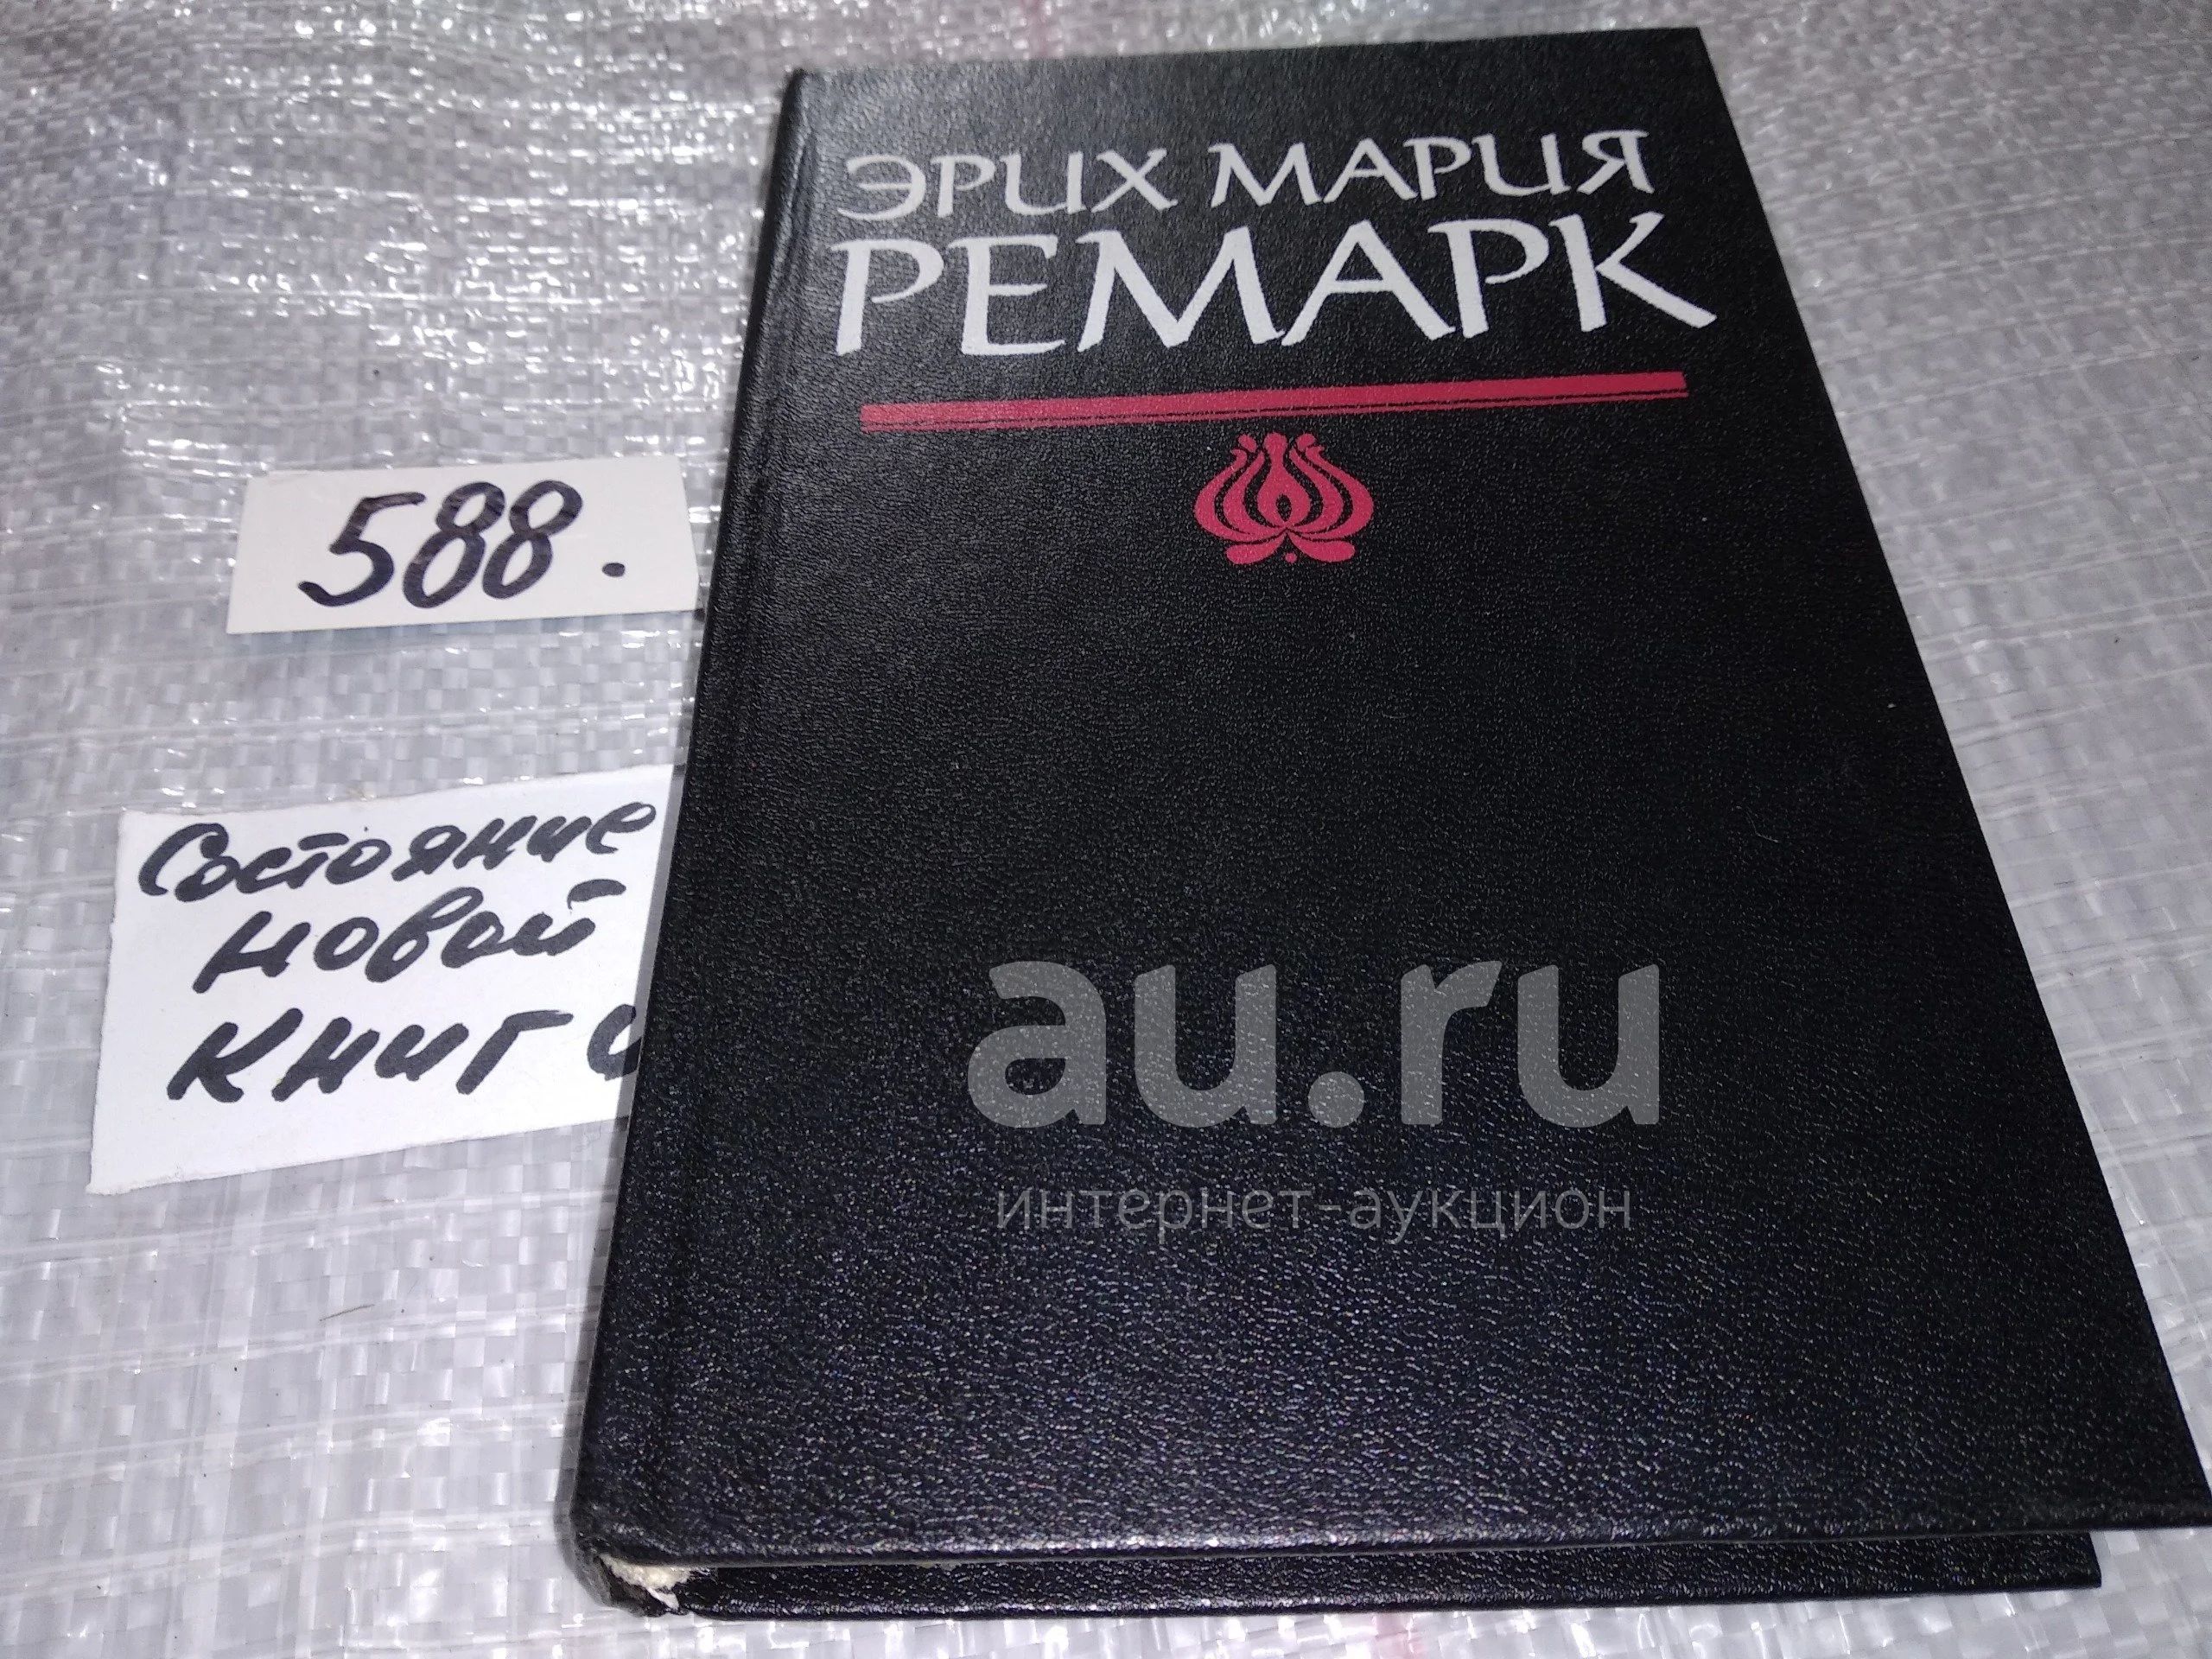 ЭРИХ МАРИЯ
РЕМАРК
588.
Состояние
новой
книги
au.ru
интернет-аукцион